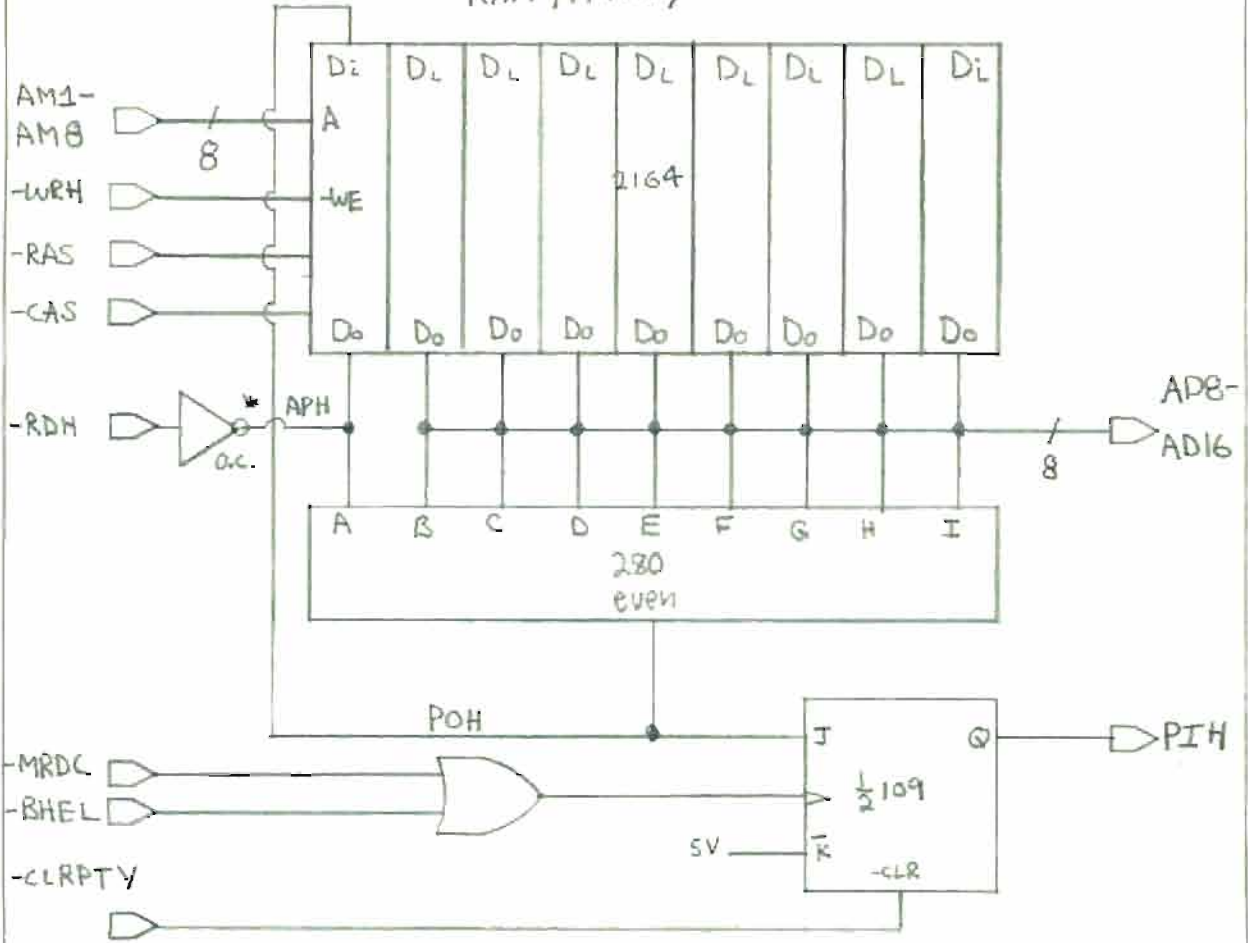 Di DL DL DL DL DL DL DL Di
AM1-
AM8
8
A
2164
-WRH
-WE
-RAS
-CAS
Do Do Do Do Do Do Do Do Do
-RDH
*
APH
o.c.
AD8-
AD16
8
A B C D E F G H I
280
even
POH
J
Q
PIH
-MRDC
-BHEL
½109
5V
K̅
-CLR
-CLRPTY